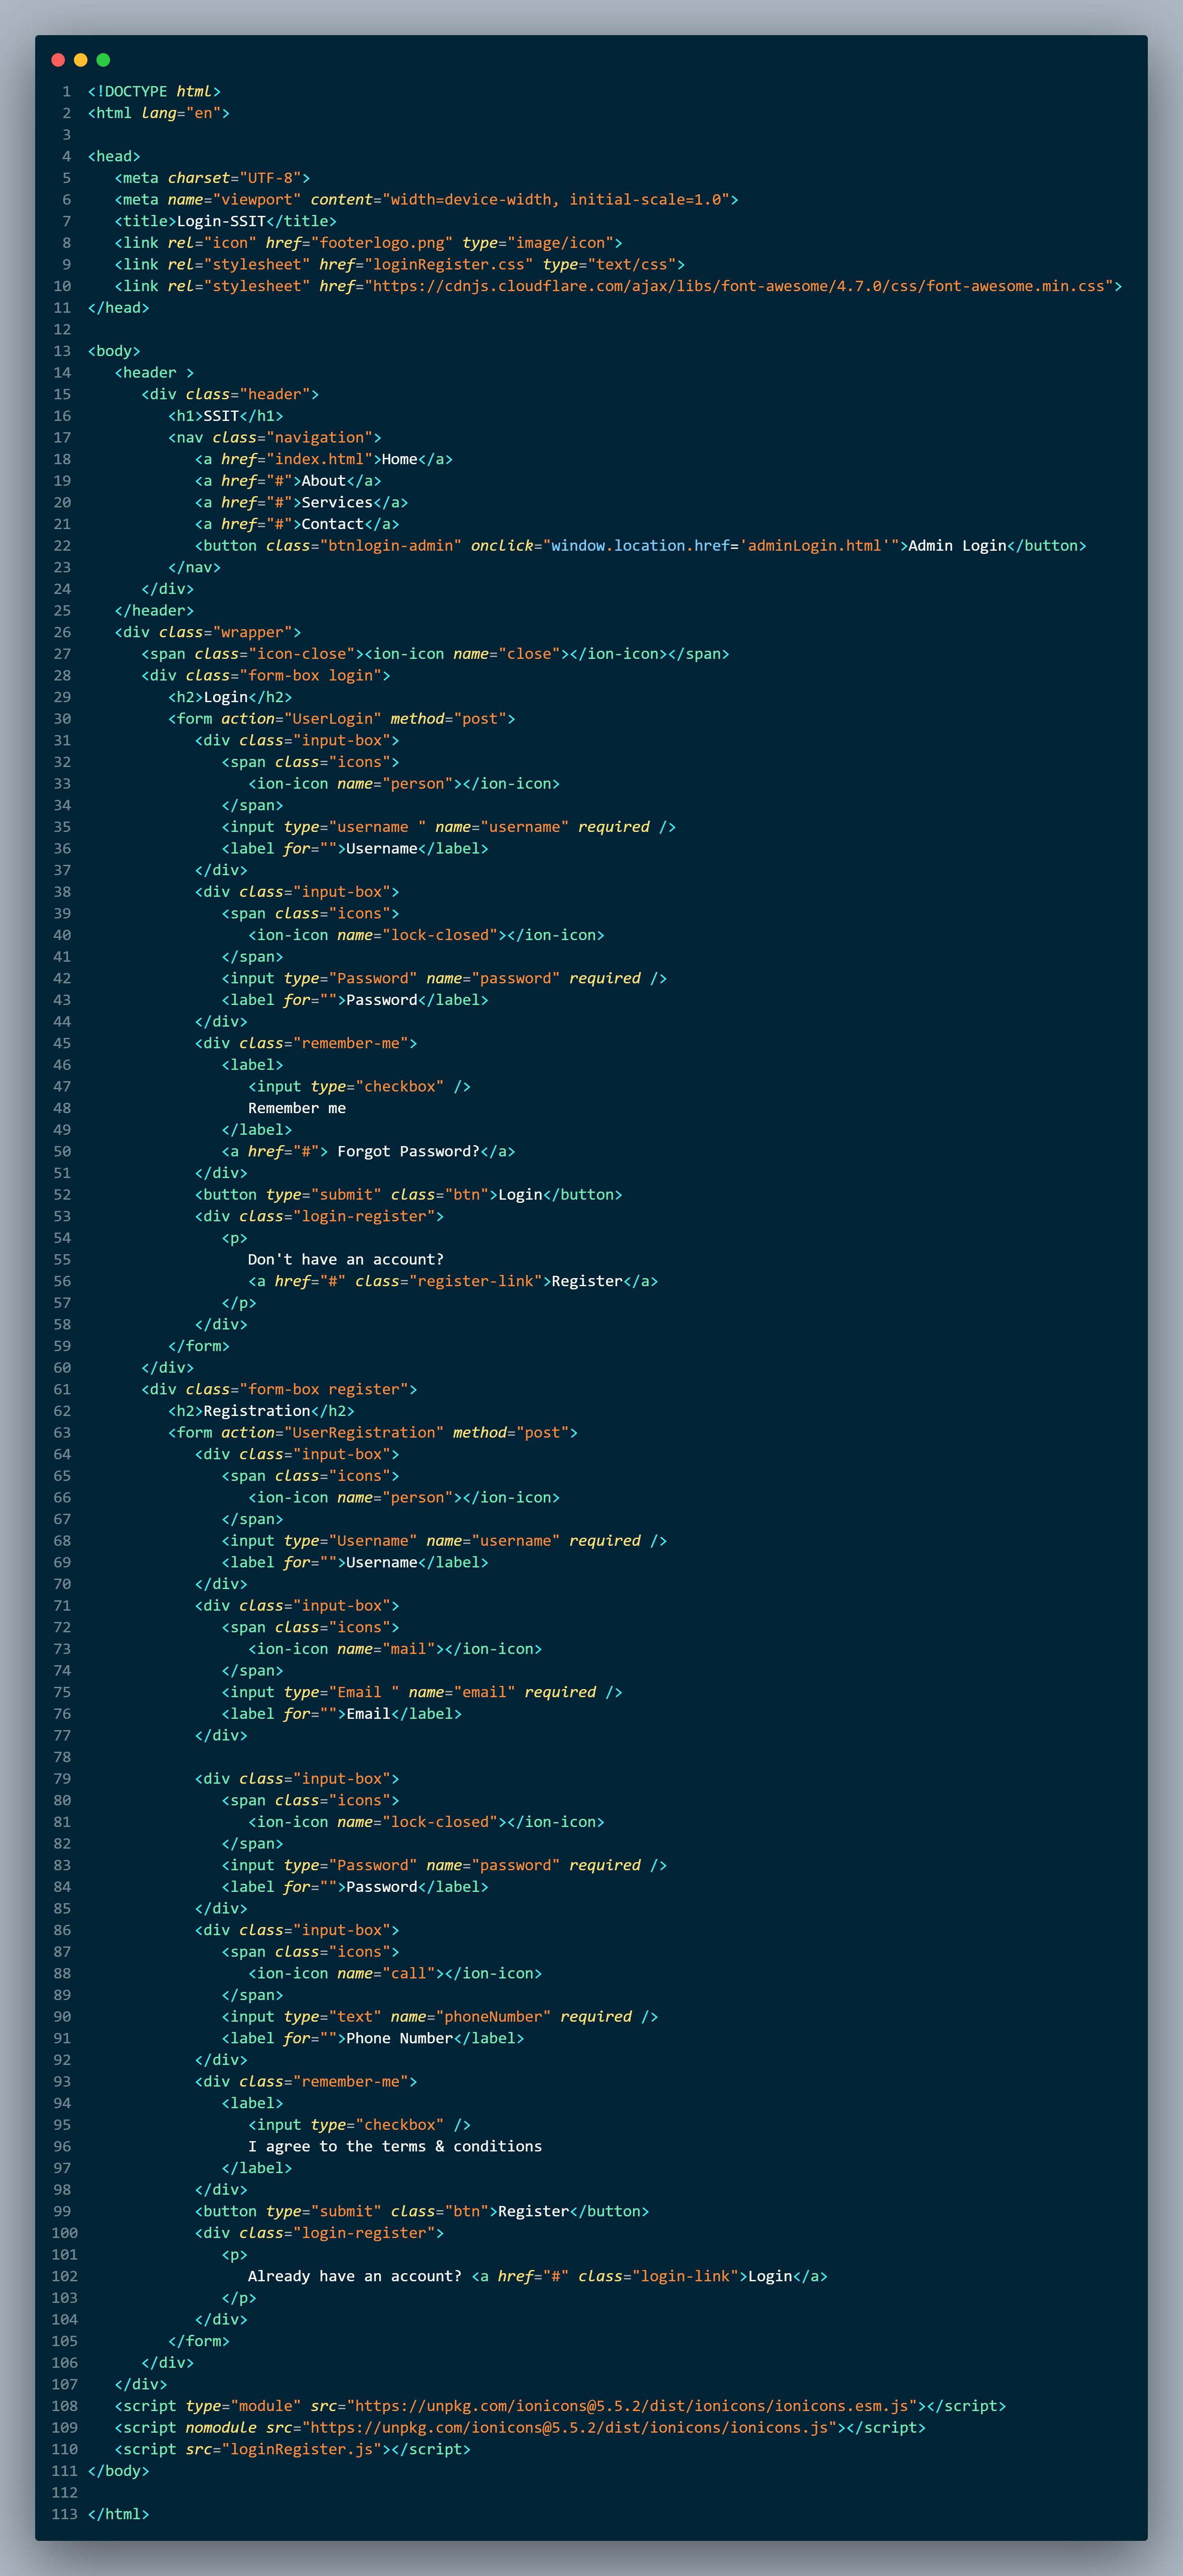 1 <!DOCTYPE html>
2 <html lang="en">
3
4 <head>
5    <meta charset="UTF-8">
6    <meta name="viewport" content="width=device-width, initial-scale=1.0">
7    <title>Login-SSIT</title>
8    <link rel="icon" href="footerlogo.png" type="image/icon">
9    <link rel="stylesheet" href="loginRegister.css" type="text/css">
10    <link rel="stylesheet" href="https://cdnjs.cloudflare.com/ajax/libs/font-awesome/4.7.0/css/font-awesome.min.css">
11 </head>
12
13 <body>
14    <header >
15       <div class="header">
16          <h1>SSIT</h1>
17          <nav class="navigation">
18             <a href="index.html">Home</a>
19             <a href="#">About</a>
20             <a href="#">Services</a>
21             <a href="#">Contact</a>
22             <button class="btnlogin-admin" onclick="window.location.href='adminLogin.html'">Admin Login</button>
23          </nav>
24       </div>
25    </header>
26    <div class="wrapper">
27       <span class="icon-close"><ion-icon name="close"></ion-icon></span>
28       <div class="form-box login">
29          <h2>Login</h2>
30          <form action="UserLogin" method="post">
31             <div class="input-box">
32                <span class="icons">
33                   <ion-icon name="person"></ion-icon>
34                </span>
35                <input type="username " name="username" required />
36                <label for="">Username</label>
37             </div>
38             <div class="input-box">
39                <span class="icons">
40                   <ion-icon name="lock-closed"></ion-icon>
41                </span>
42                <input type="Password" name="password" required />
43                <label for="">Password</label>
44             </div>
45             <div class="remember-me">
46                <label>
47                   <input type="checkbox" />
48                   Remember me
49                </label>
50                <a href="#"> Forgot Password?</a>
51             </div>
52             <button type="submit" class="btn">Login</button>
53             <div class="login-register">
54                <p>
55                   Don't have an account?
56                   <a href="#" class="register-link">Register</a>
57                </p>
58             </div>
59          </form>
60       </div>
61       <div class="form-box register">
62          <h2>Registration</h2>
63          <form action="UserRegistration" method="post">
64             <div class="input-box">
65                <span class="icons">
66                   <ion-icon name="person"></ion-icon>
67                </span>
68                <input type="Username" name="username" required />
69                <label for="">Username</label>
70             </div>
71             <div class="input-box">
72                <span class="icons">
73                   <ion-icon name="mail"></ion-icon>
74                </span>
75                <input type="Email " name="email" required />
76                <label for="">Email</label>
77             </div>
78
79             <div class="input-box">
80                <span class="icons">
81                   <ion-icon name="lock-closed"></ion-icon>
82                </span>
83                <input type="Password" name="password" required />
84                <label for="">Password</label>
85             </div>
86             <div class="input-box">
87                <span class="icons">
88                   <ion-icon name="call"></ion-icon>
89                </span>
90                <input type="text" name="phoneNumber" required />
91                <label for="">Phone Number</label>
92             </div>
93             <div class="remember-me">
94                <label>
95                   <input type="checkbox" />
96                   I agree to the terms & conditions
97                </label>
98             </div>
99             <button type="submit" class="btn">Register</button>
100             <div class="login-register">
101                <p>
102                   Already have an account? <a href="#" class="login-link">Login</a>
103                </p>
104             </div>
105          </form>
106       </div>
107    </div>
108    <script type="module" src="https://unpkg.com/ionicons@5.5.2/dist/ionicons/ionicons.esm.js"></script>
109    <script nomodule src="https://unpkg.com/ionicons@5.5.2/dist/ionicons/ionicons.js"></script>
110    <script src="loginRegister.js"></script>
111 </body>
112
113 </html>